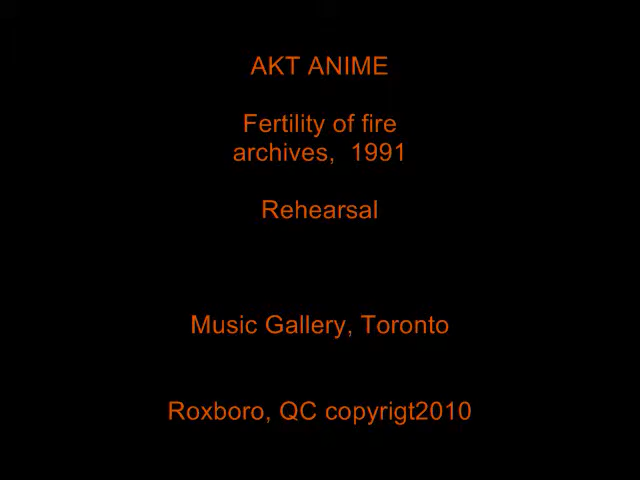 AKT ANIME
Fertility of fire
archives, 1991
Rehearsal
Music Gallery, Toronto
Roxboro, QC copyrigt2010